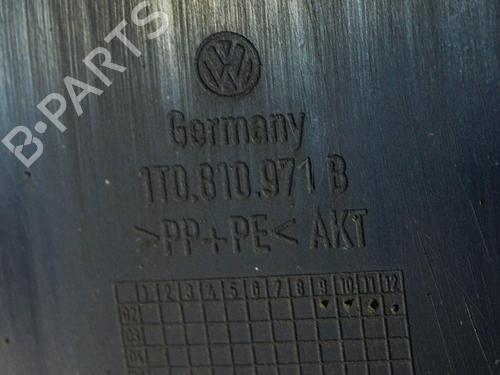 B-PARTS
VW
Germany
1T0.810.971 B
>PP+PE< AKT
1 2 3 4 5 6 7 8 9 10 11 12
02
03